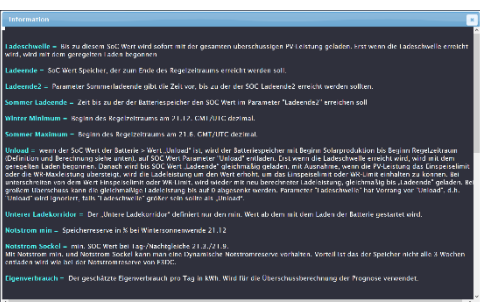 Information
Ladeschwelle = Bis zu diesem SoC Wert wird sofort mit der gesamten überschüssigen PV-Leistung geladen. Erst wenn die Ladeschwelle erreicht
wird, wird mit dem geregelten Laden begonnen
Ladeende = SoC Wert Speicher, der zum Ende des Regelzeitraums erreicht werden soll.
Ladeende2 = Parameter Sommerladeende gibt die Zeit vor, bis zu der der SOC Ladeende2 erreicht werden sollten.
Sommer Ladeende = Zeit bis zu der der Batteriespeicher den SOC Wert im Parameter "Ladeende2" erreichen soll
Winter Minimum = Beginn des Regelzeitraums am 21.12. GMT/UTC dezimal.
Sommer Maximum = Beginn des Regelzeitraums am 21.6. GMT/UTC dezimal.
Unload = wenn der SoC Wert der Batterie > Wert „Unload" ist, wird der Batteriespeicher mit Beginn Solarproduktion bis Beginn Regelzeitraum
(Definition und Berechnung siehe unten), auf SOC Wert Parameter "Unload" entladen. Erst wenn die Ladeschwelle erreicht wird, wird mit dem
geregelten Laden begonnen. Danach wird bis SOC Wert „Ladeende" gleichmäßig geladen, mit Ausnahme, wenn die PV-Leistung das Einspeiselimit
oder die WR-Maxleistung übersteigt, wird die Ladeleistung um den Wert erhöht, um das Einspeiselimit oder WR-Limit einhalten zu können. Bei
unterschreiten von dem Wert Einspeiselimit oder WR-Limit, wird wieder mit neu berechneter Ladeleistung, gleichmäßig bis „Ladeende" geladen. Bei
großem Überschuss kann die gleichmäßige Ladeleistung bis auf 0 abgesenkt werden. Parameter "Ladeschwelle" hat Vorrang vor "Unload", d.h.
"Unload" wird ignoriert, falls "Ladeschwelle" größer sein sollte als „Unload".
Unterer Ladekorridor = Der „Untere Ladekorridor" definiert nur den min. Wert ab dem mit dem Laden der Batterie gestartet wird.
Notstrom min = Speicherreserve in % bei Wintersonnenwende 21.12
Notstrom Sockel = min. SOC Wert bei Tag-/Nachtgleiche 21.3./21.9.
Mit Notstrom min. und Notstrom Sockel kann man eine Dynamische Notstromreserve vorhalten. Vorteil ist das der Speicher nicht alle 3 Wochen
entladen wird wie bei der Notstromreserve von E3DC.
Eigenverbrauch = Der geschätzte Eigenverbrauch pro Tag in kWh. Wird für die Überschussberechnung der Prognose verwendet.